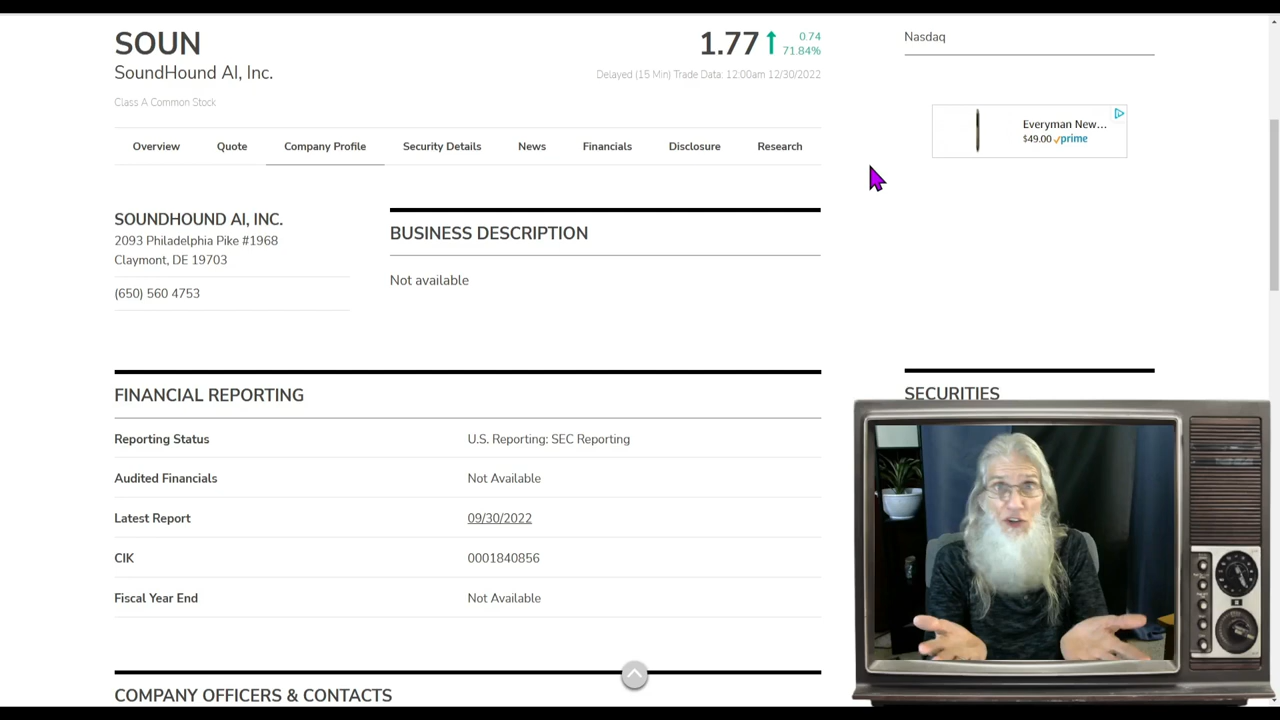 SOUN
1.77
0.74
71.84%
SoundHound AI, Inc.
Delayed (15 Min) Trade Data: 12:00am 12/30/2022
Class A Common Stock
Nasdaq
Everyman New...
$49.00 prime
Overview Quote Company Profile Security Details News Financials Disclosure Research
SOUNDHOUND AI, INC.
2093 Philadelphia Pike #1968
Claymont, DE 19703
(650) 560 4753
BUSINESS DESCRIPTION
Not available
FINANCIAL REPORTING
Reporting Status U.S. Reporting: SEC Reporting
Audited Financials Not Available
Latest Report 09/30/2022
CIK 0001840856
Fiscal Year End Not Available
SECURITIES
COMPANY OFFICERS & CONTACTS